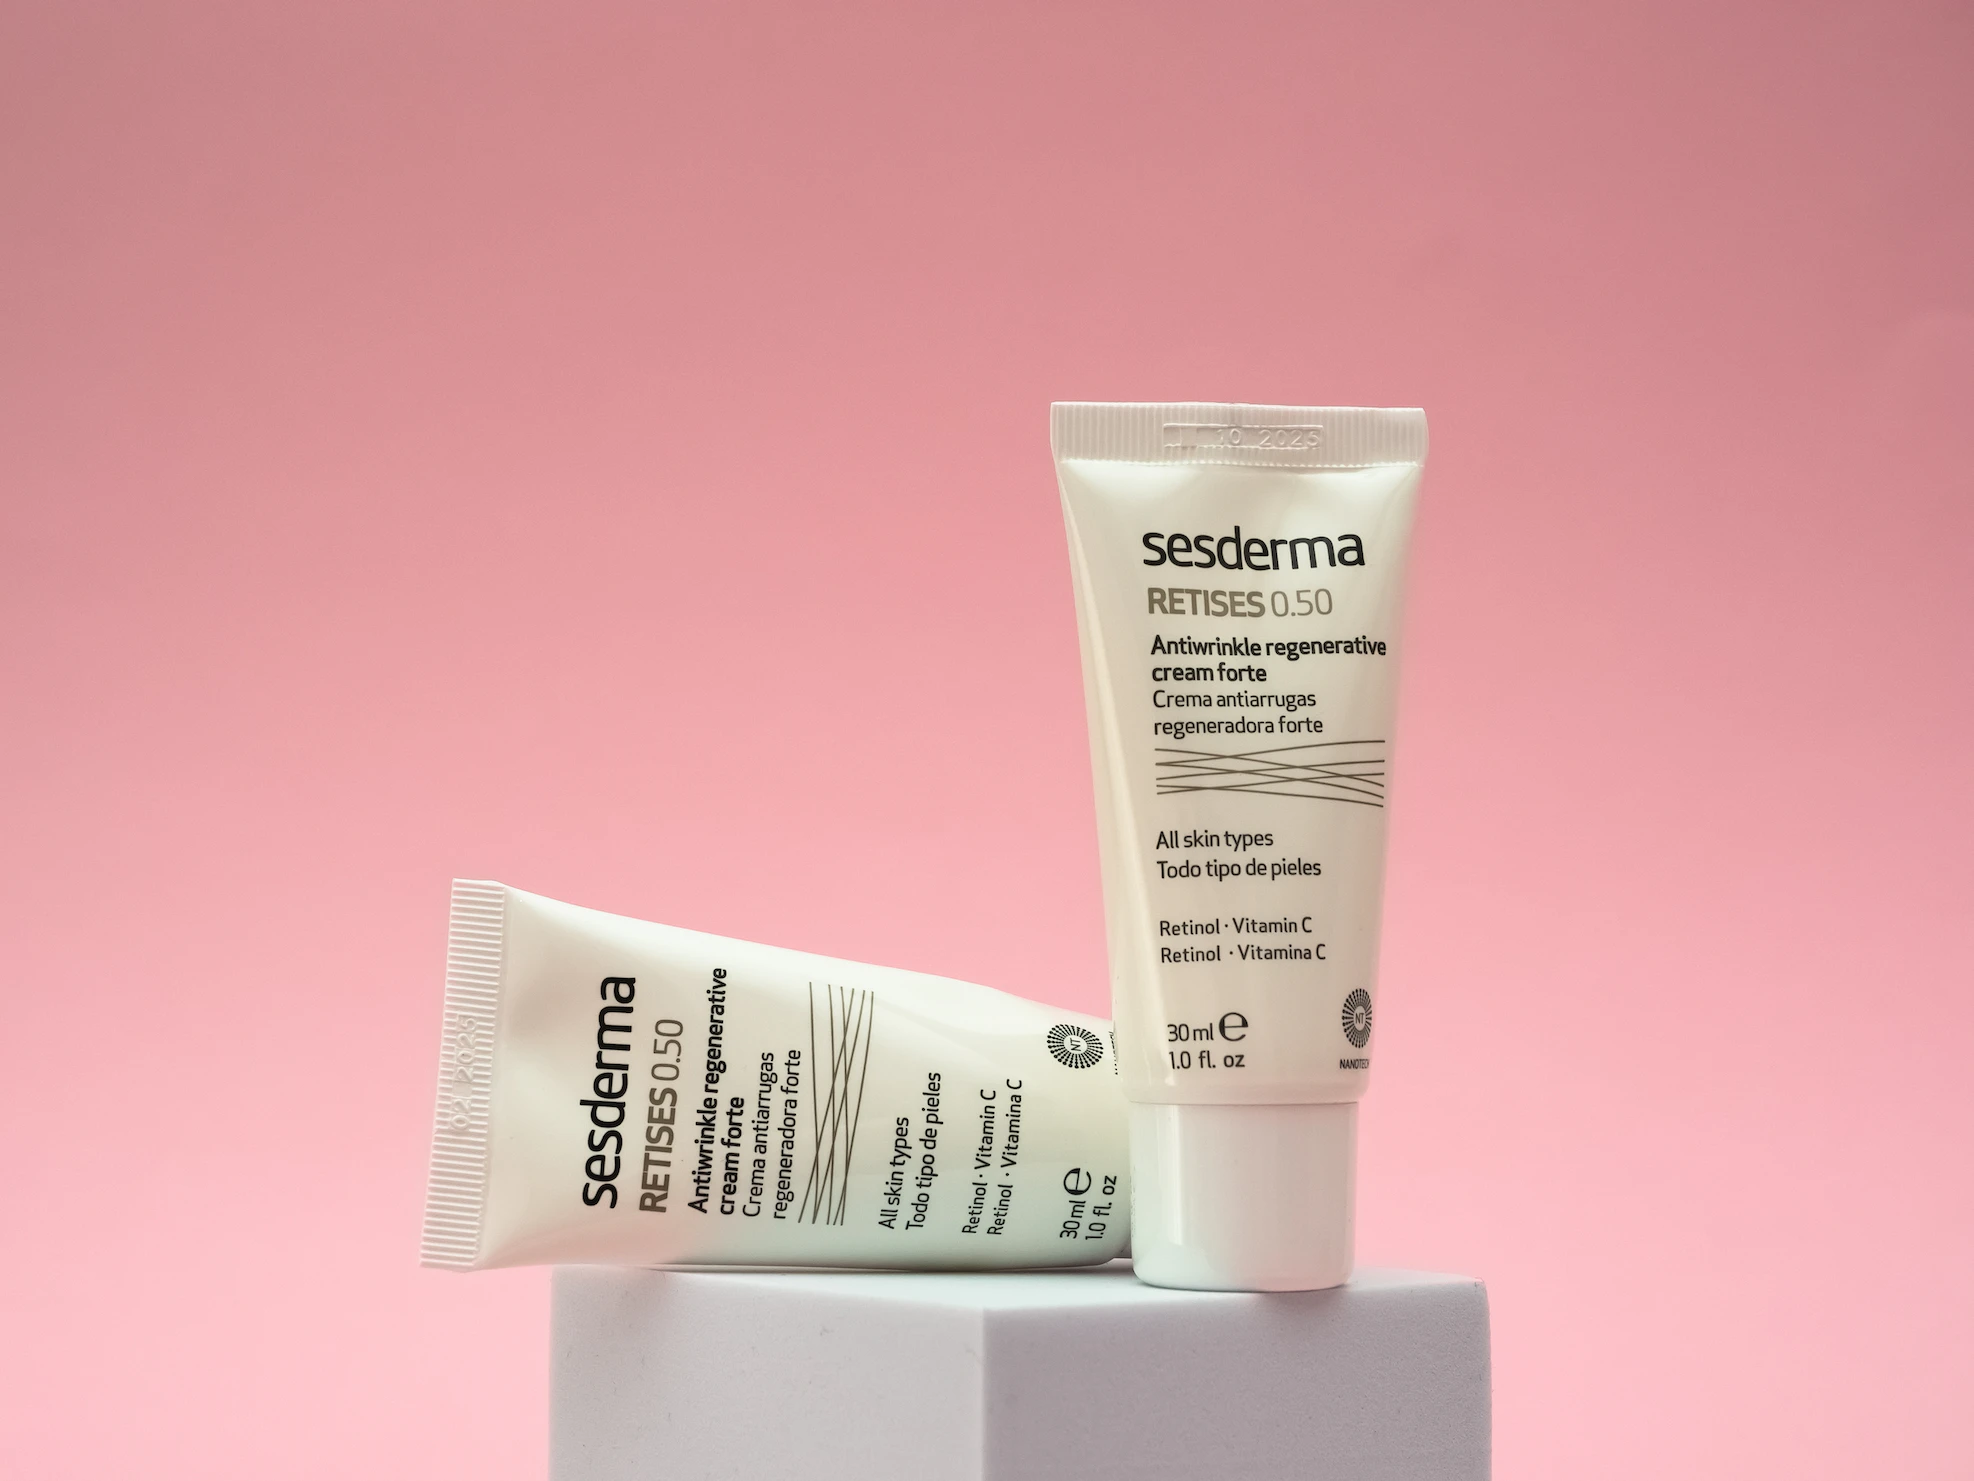 10 2025
sesderma
RETISES 0.50
Antiwrinkle regenerative
cream forte
Crema antiarrugas
regeneradora forte
All skin types
Todo tipo de pieles
Retinol · Vitamin C
Retinol · Vitamina C
30 ml e
1.0 fl. oz
NT
NANOTECH
02 2025
sesderma
RETISES 0.50
Antiwrinkle regenerative
cream forte
Crema antiarrugas
regeneradora forte
All skin types
Todo tipo de pieles
Retinol · Vitamin C
Retinol · Vitamina C
30 ml e
1.0 fl. oz
NT